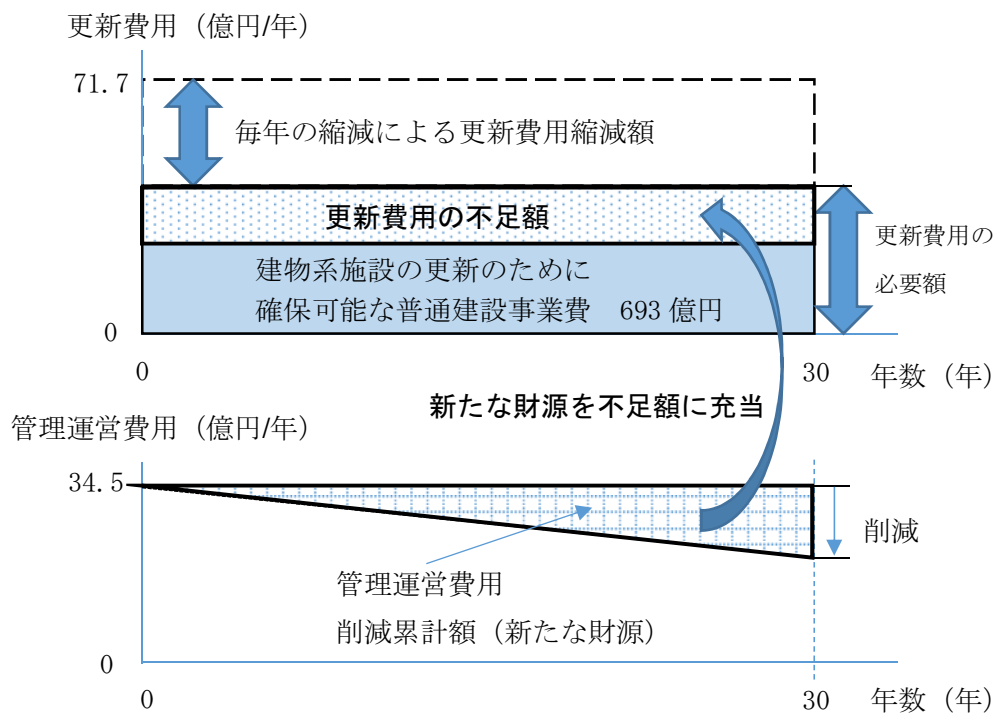 更新費用（億円/年）
71.7
毎年の縮減による更新費用縮減額
更新費用の不足額
更新費用の
必要額
建物系施設の更新のために
確保可能な普通建設事業費　693 億円
0
0
30
年数（年）
新たな財源を不足額に充当
管理運営費用（億円/年）
34.5
削減
管理運営費用
削減累計額（新たな財源）
0
0
30
年数（年）